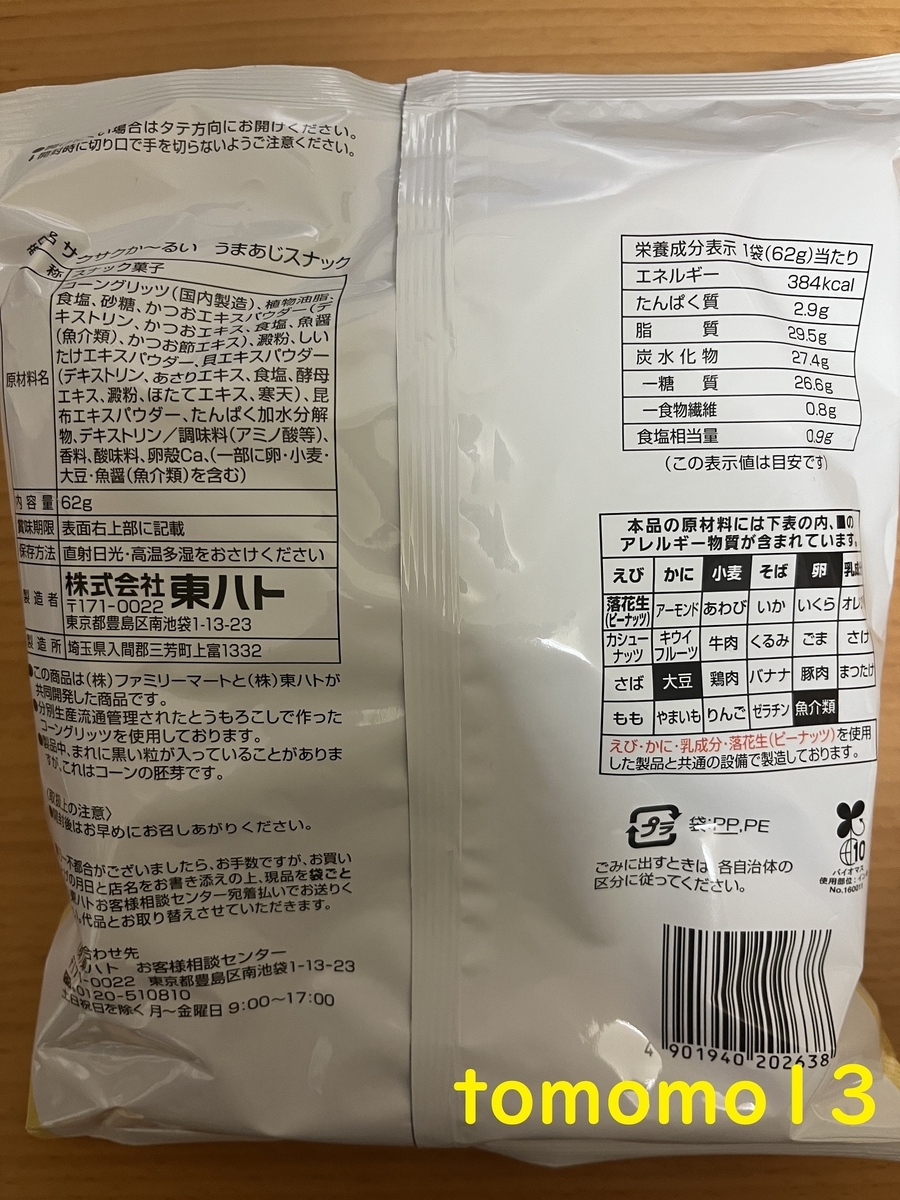 い場合はタテ方向にお開けください。
●開封時に切り口で手を切らないようご注意ください。
品名 サクサクか〜るい うまあじスナック
称 スナック菓子
原材料名
コーングリッツ(国内製造)、植物油脂、
食塩、砂糖、かつおエキスパウダー(デ
キストリン、かつおエキス、食塩、魚醤
(魚介類)、かつお節エキス)、澱粉、しい
たけエキスパウダー、貝エキスパウダー
(デキストリン、あさりエキス、食塩、酵母
エキス、澱粉、ほたてエキス、寒天)、昆
布エキスパウダー、たんぱく加水分解
物、デキストリン/調味料(アミノ酸等)、
香料、酸味料、卵殻Ca、(一部に卵・小麦・
大豆・魚醤(魚介類)を含む)
内容量 62g
賞味期限 表面右上部に記載
保存方法 直射日光・高温多湿をおさけください
製造者 株式会社 東ハト
〒171-0022
東京都豊島区南池袋1-13-23
製造所 埼玉県入間郡三芳町上富1332
●この商品は(株)ファミリーマートと(株)東ハトが
共同開発した商品です。
●分別生産流通管理されたとうもろこしで作った
コーングリッツを使用しております。
●製品中、まれに黒い粒が入っていることがありま
すが、これはコーンの胚芽です。
〈取扱上の注意〉
●開封後はお早めにお召しあがりください。
不都合がございましたら、お手数ですが、お買い
の月日と店名をお書き添えの上、現品を袋ごと
東ハトお客様相談センター宛着払いでお送りく
代品とお取り替えさせていただきます。
合わせ先
ハト お客様相談センター
-0022 東京都豊島区南池袋1-13-23
0120-510810
土日祝日を除く 月〜金曜日 9:00〜17:00
栄養成分表示 1袋(62g)当たり
エネルギー 384kcal
たんぱく質 2.9g
脂質 29.5g
炭水化物 27.4g
−糖質 26.6g
−食物繊維 0.8g
食塩相当量 0.9g
(この表示値は目安です)
本品の原材料には下表の内、■の
アレルギー物質が含まれています。
えび かに 小麦 そば 卵 乳成
落花生(ピーナッツ) アーモンド あわび いか いくら オレ
カシューナッツ キウイフルーツ 牛肉 くるみ ごま さけ
さば 大豆 鶏肉 バナナ 豚肉 まつたけ
もも やまいも りんご ゼラチン 魚介類
えび・かに・乳成分・落花生(ピーナッツ)を使用
した製品と共通の設備で製造しております。
プラ 袋:PP,PE
ごみに出すときは、各自治体の
区分に従ってください。
10
バイオマス
使用部位:イン
No.1600
4 901940 202638
tomomo13